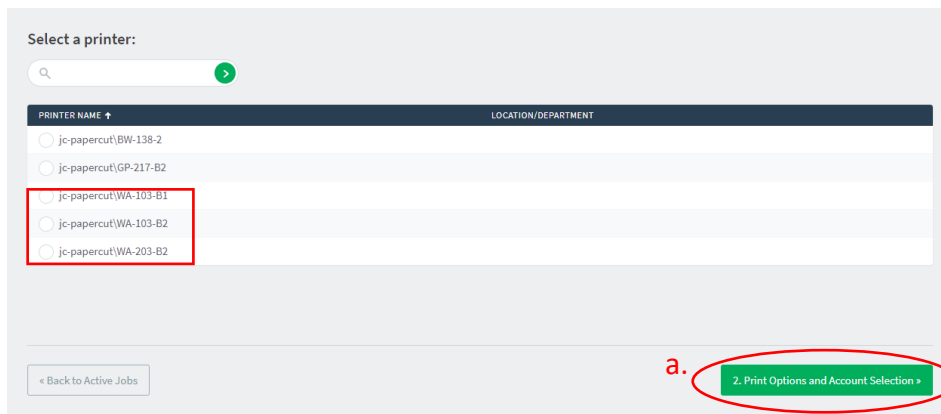 Select a printer:
PRINTER NAME ↑ LOCATION/DEPARTMENT
jc-papercut\BW-138-2
jc-papercut\GP-217-B2
jc-papercut\WA-103-B1
jc-papercut\WA-103-B2
jc-papercut\WA-203-B2
a.
« Back to Active Jobs 2. Print Options and Account Selection »